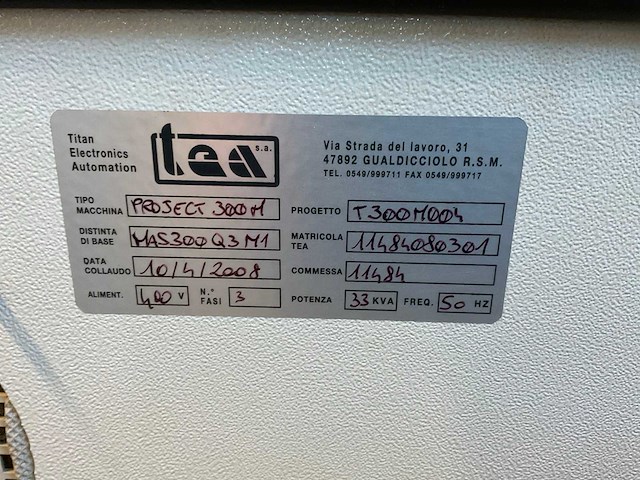 Titan
Electronics
Automation
tea s.a.
Via Strada del lavoro, 31
47892 GUALDICCIOLO R.S.M.
TEL. 0549/999711 FAX 0549/999717
TIPO
MACCHINA PROJECT 300M
PROGETTO T300M004
DISTINTA
DI BASE MAS300Q3M1
MATRICOLA
TEA 11484080301
DATA
COLLAUDO 10/4/2008
COMMESSA 11484
ALIMENT. 400 V
N.°
FASI 3
POTENZA 33 KVA
FREQ. 50 HZ